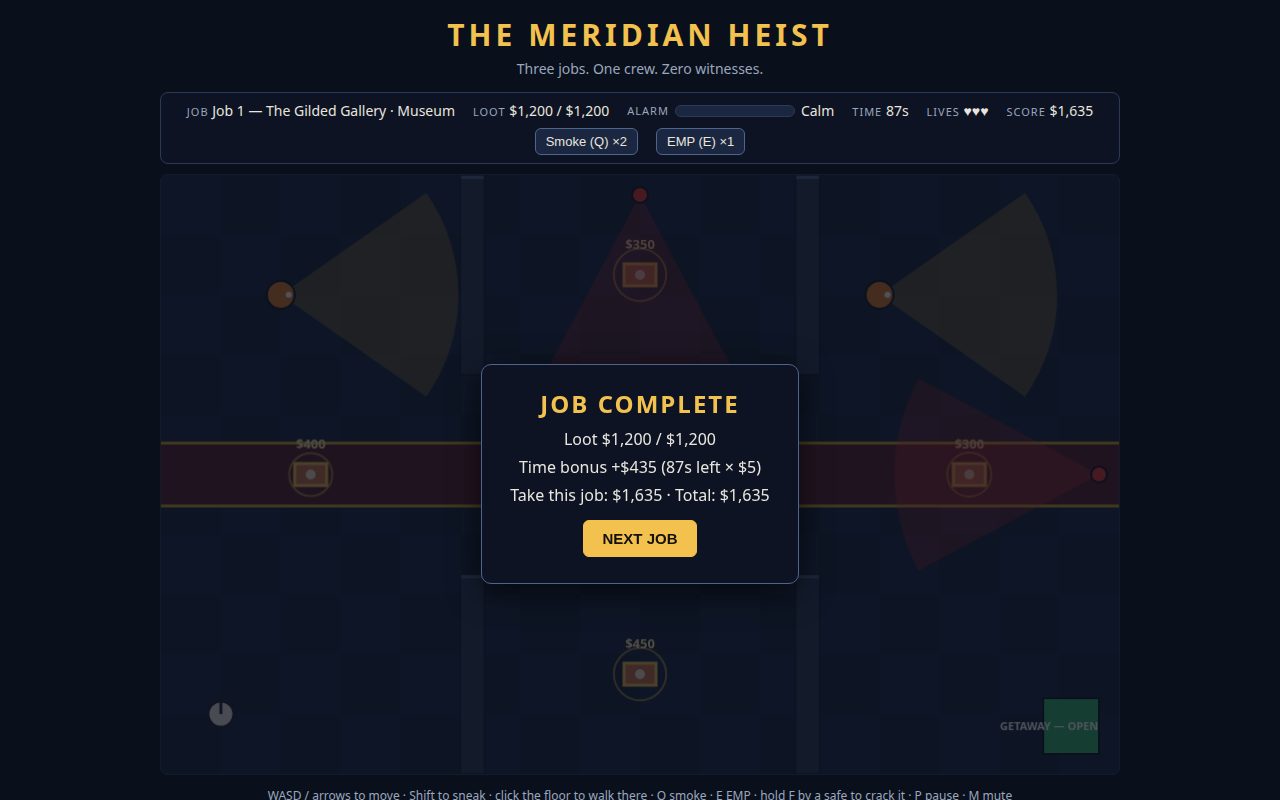 THE MERIDIAN HEIST
Three jobs. One crew. Zero witnesses.
JOB Job 1 — The Gilded Gallery · Museum LOOT $1,200 / $1,200 ALARM Calm TIME 87s LIVES ♥♥♥ SCORE $1,635
Smoke (Q) ×2 EMP (E) ×1
$350
JOB COMPLETE
Loot $1,200 / $1,200
$400
$300
Time bonus +$435 (87s left × $5)
Take this job: $1,635 · Total: $1,635
NEXT JOB
$450
GETAWAY — OPEN
WASD / arrows to move · Shift to sneak · click the floor to walk there · Q smoke · E EMP · hold F by a safe to crack it · P pause · M mute